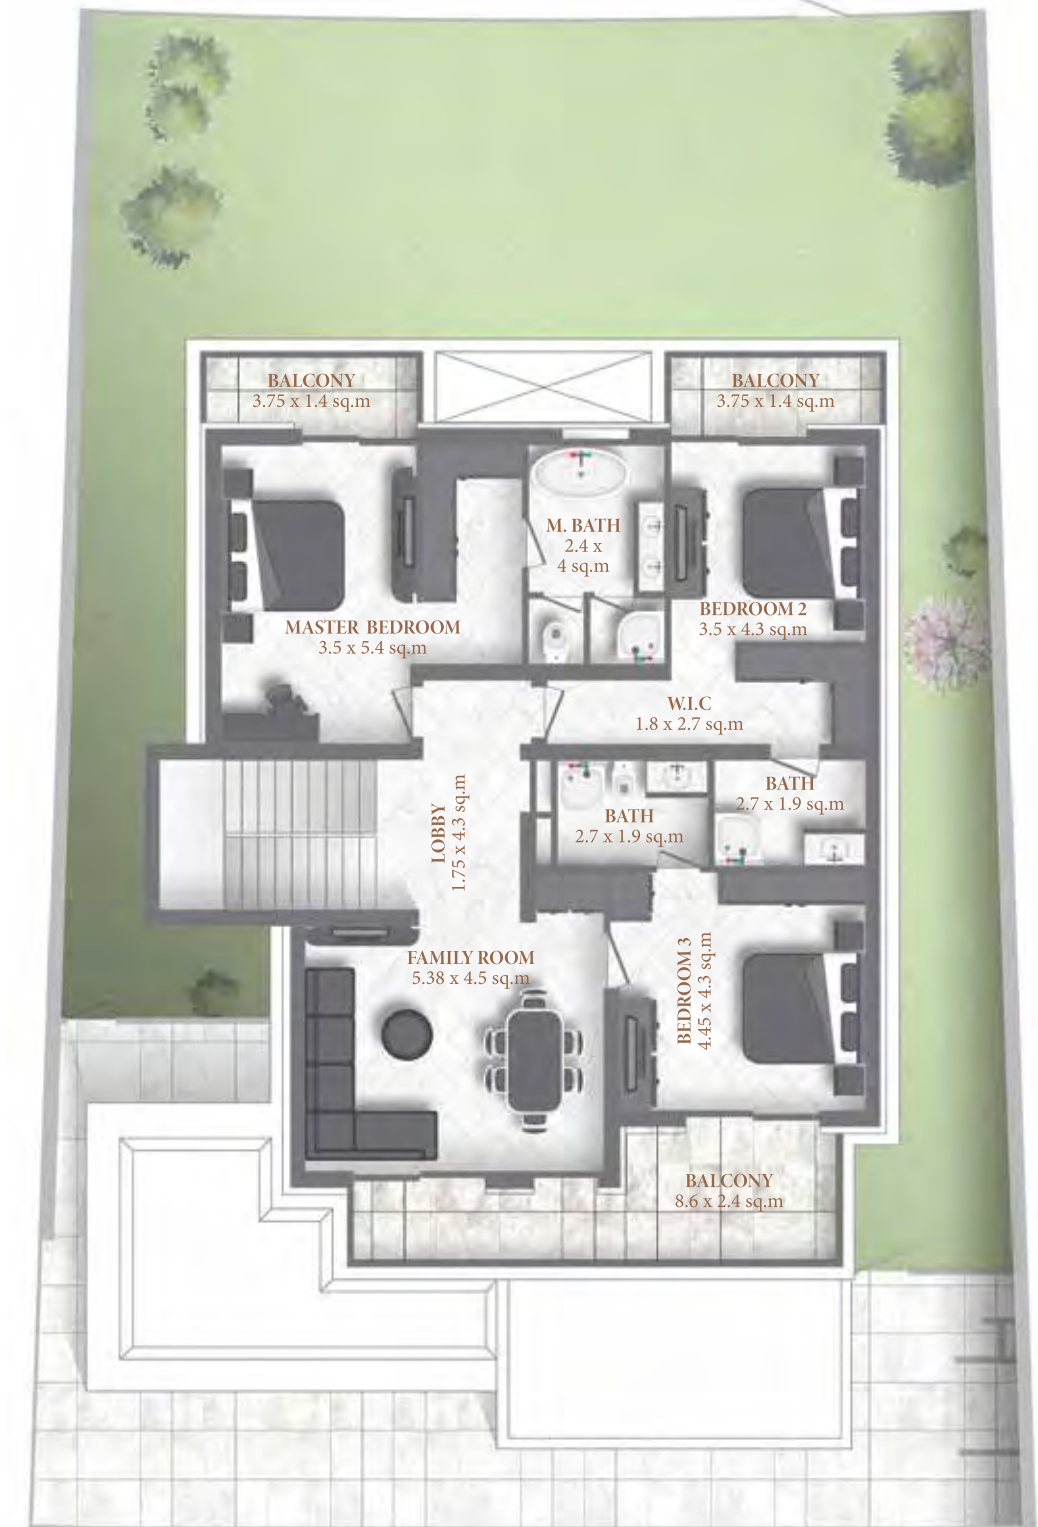 BALCONY
3.75 x 1.4 sq.m
BALCONY
3.75 x 1.4 sq.m
M. BATH
2.4 x
4 sq.m
BEDROOM 2
3.5 x 4.3 sq.m
MASTER BEDROOM
3.5 x 5.4 sq.m
W.I.C
1.8 x 2.7 sq.m
LOBBY
1.75 x 4.3 sq.m
BATH
2.7 x 1.9 sq.m
BATH
2.7 x 1.9 sq.m
FAMILY ROOM
5.38 x 4.5 sq.m
BEDROOM 3
4.45 x 4.3 sq.m
BALCONY
8.6 x 2.4 sq.m